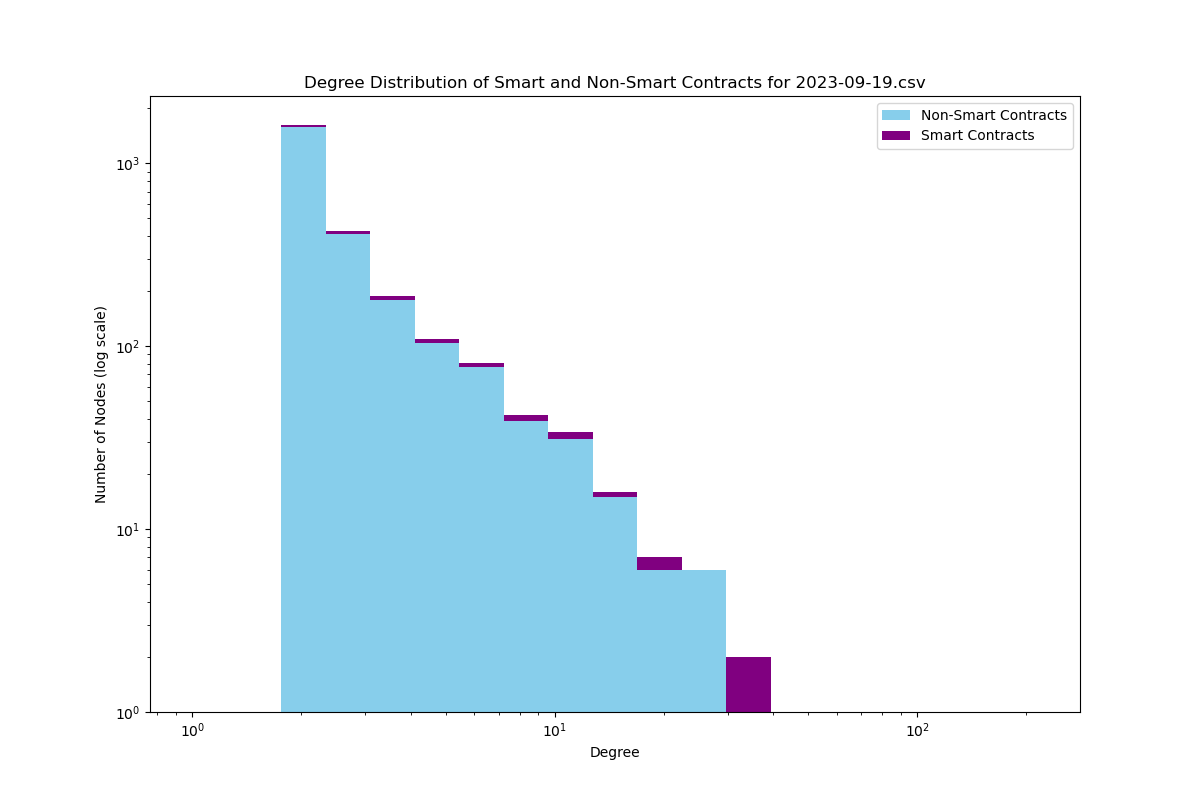 Degree Distribution of Smart and Non-Smart Contracts for 2023-09-19.csv
Non-Smart Contracts
Smart Contracts
Number of Nodes (log scale)
10³
10²
10¹
10⁰
10⁰ 10¹ 10²
Degree